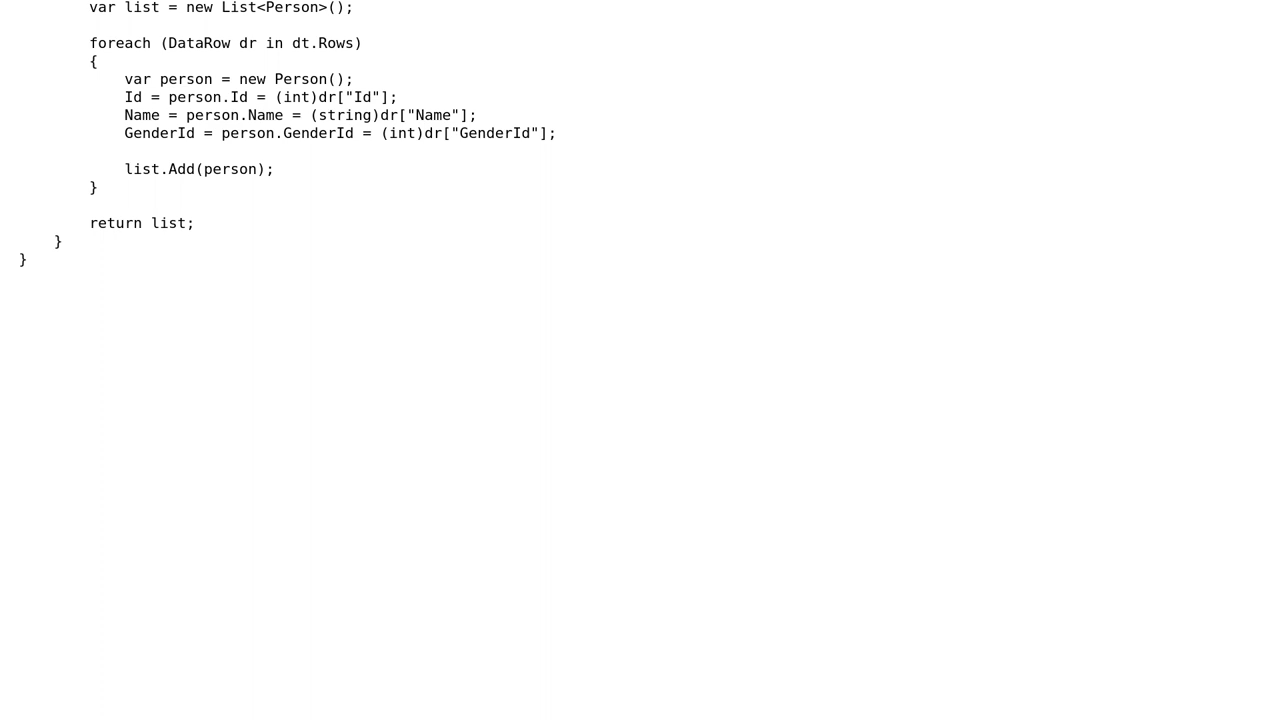 var list = new List<Person>();
foreach (DataRow dr in dt.Rows)
{
var person = new Person();
Id = person.Id = (int)dr["Id"];
Name = person.Name = (string)dr["Name"];
GenderId = person.GenderId = (int)dr["GenderId"];
list.Add(person);
}
return list;
}
}